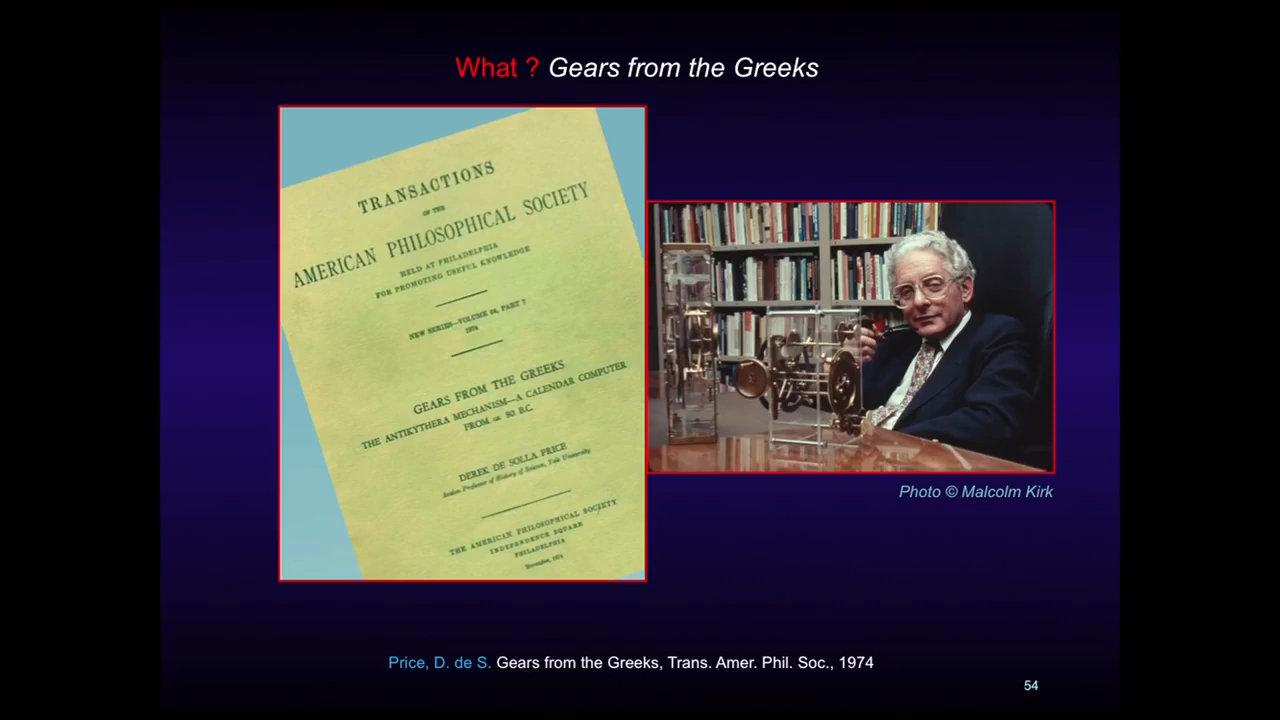 What ? Gears from the Greeks
TRANSACTIONS
OF THE
AMERICAN PHILOSOPHICAL SOCIETY
HELD AT PHILADELPHIA
FOR PROMOTING USEFUL KNOWLEDGE
NEW SERIES—VOLUME 64, PART 7
1974
GEARS FROM THE GREEKS
THE ANTIKYTHERA MECHANISM—A CALENDAR COMPUTER
FROM ca. 80 B.C.
DEREK DE SOLLA PRICE
Avalon Professor of History of Science, Yale University
THE AMERICAN PHILOSOPHICAL SOCIETY
INDEPENDENCE SQUARE
PHILADELPHIA
November, 1974
Photo © Malcolm Kirk
Price, D. de S. Gears from the Greeks, Trans. Amer. Phil. Soc., 1974
54